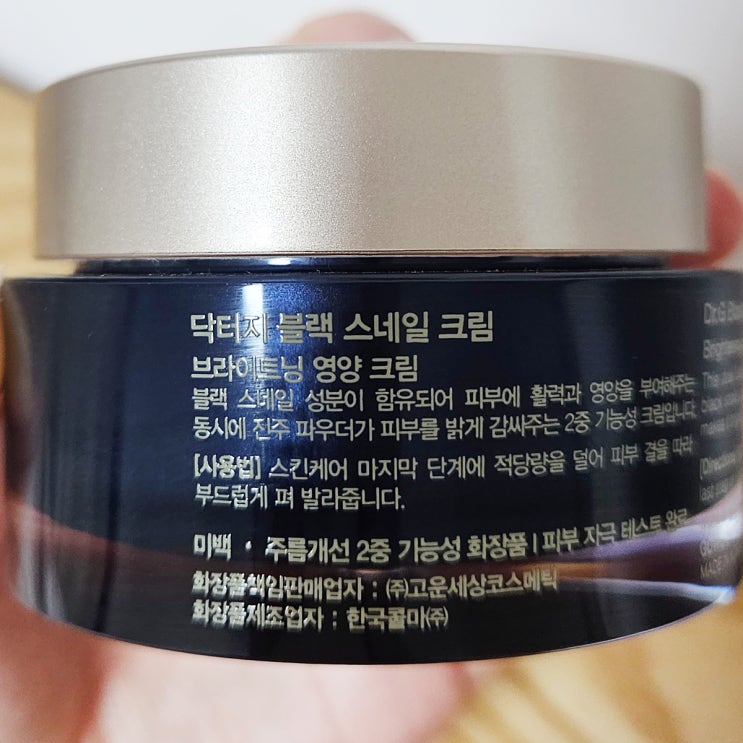 닥터지 블랙 스네일 크림
브라이트닝 영양 크림
블랙 스네일 성분이 함유되어 피부에 활력과 영양을 부여해주는
동시에 진주 파우더가 피부를 밝게 감싸주는 2중 기능성 크림입니다.
[사용법] 스킨케어 마지막 단계에 적당량을 덜어 피부 결을 따라
부드럽게 펴 발라줍니다.
미백 · 주름개선 2중 기능성 화장품 | 피부 자극 테스트 완료
화장품책임판매업자 : ㈜고운세상코스메틱
화장품제조업자 : 한국콜마㈜
Dr.G